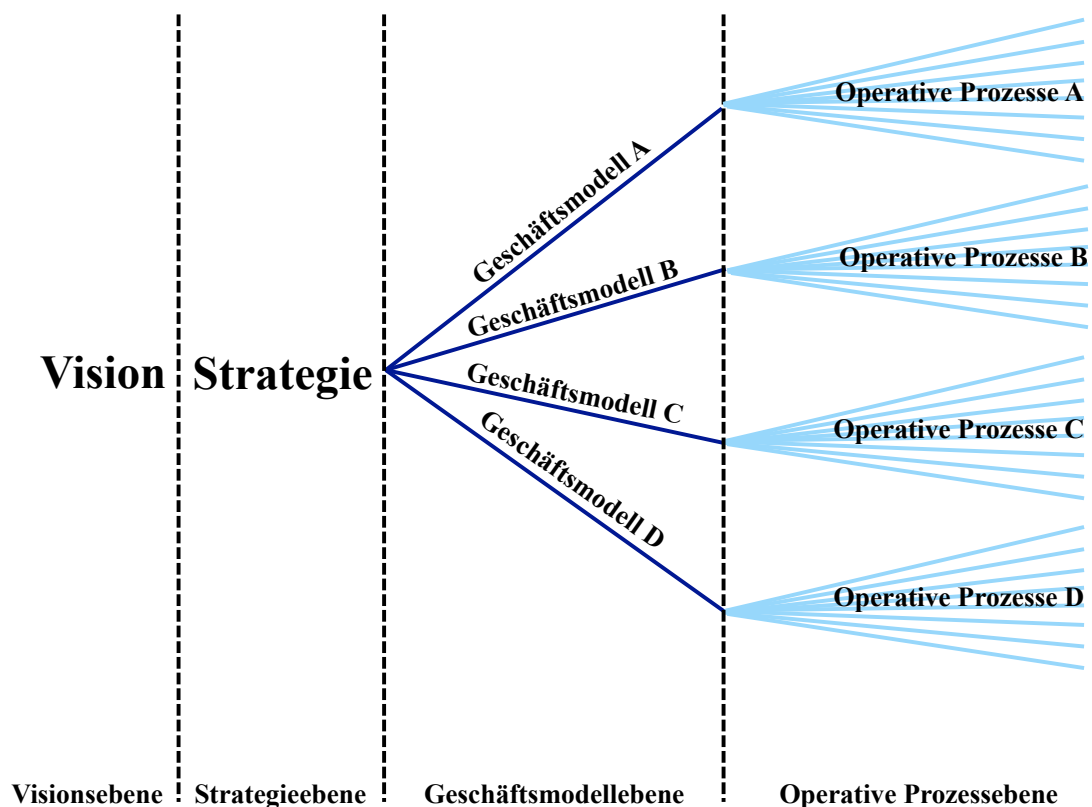 Vision
Strategie
Geschäftsmodell A
Geschäftsmodell B
Geschäftsmodell C
Geschäftsmodell D
Operative Prozesse A
Operative Prozesse B
Operative Prozesse C
Operative Prozesse D
Visionsebene
Strategieebene
Geschäftsmodellebene
Operative Prozessebene